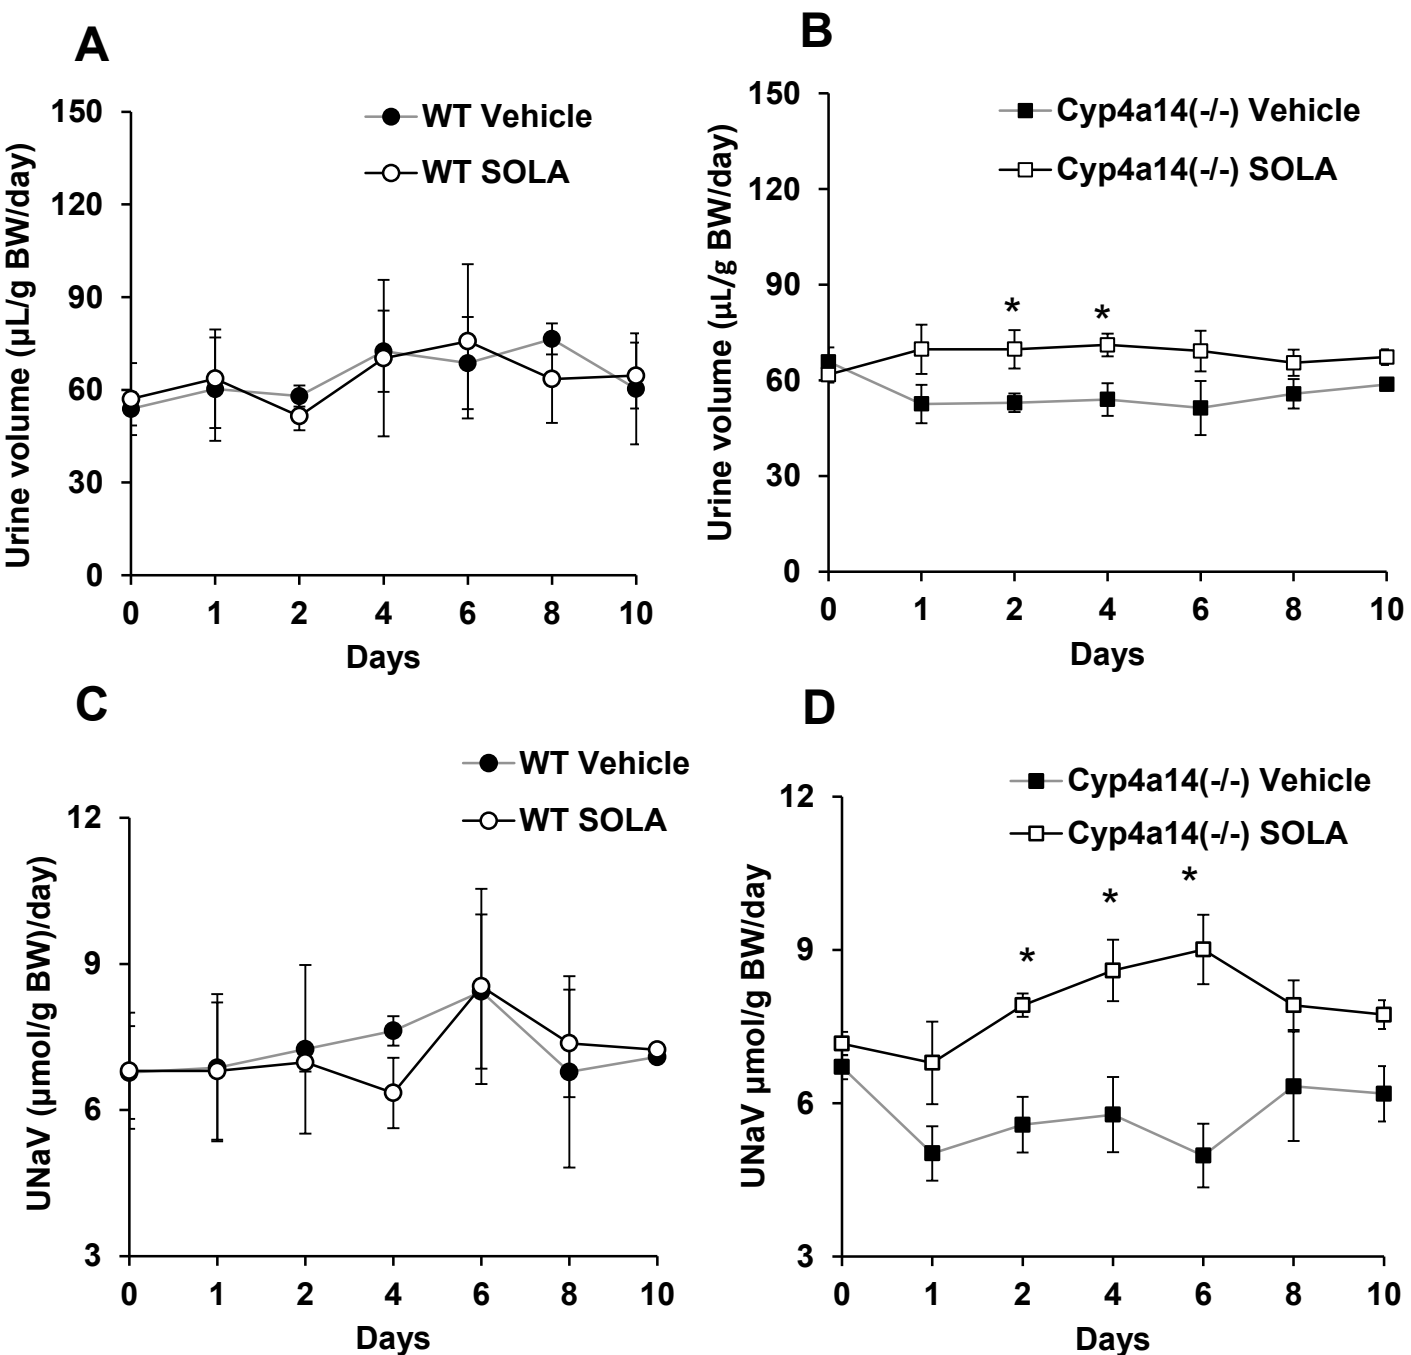 A
WT Vehicle
WT SOLA
Urine volume (µL/g BW/day)
150
120
90
60
30
0
0 1 2 4 6 8 10
Days
B
Cyp4a14(-/-) Vehicle
Cyp4a14(-/-) SOLA
Urine volume (µL/g BW/day)
150
120
90
60
30
0
* *
0 1 2 4 6 8 10
Days
C
WT Vehicle
WT SOLA
UNaV (µmol/g BW)/day)
12
9
6
3
0 1 2 4 6 8 10
Days
D
Cyp4a14(-/-) Vehicle
Cyp4a14(-/-) SOLA
UNaV µmol/g BW/day
12
9
6
3
* * *
0 1 2 4 6 8 10
Days